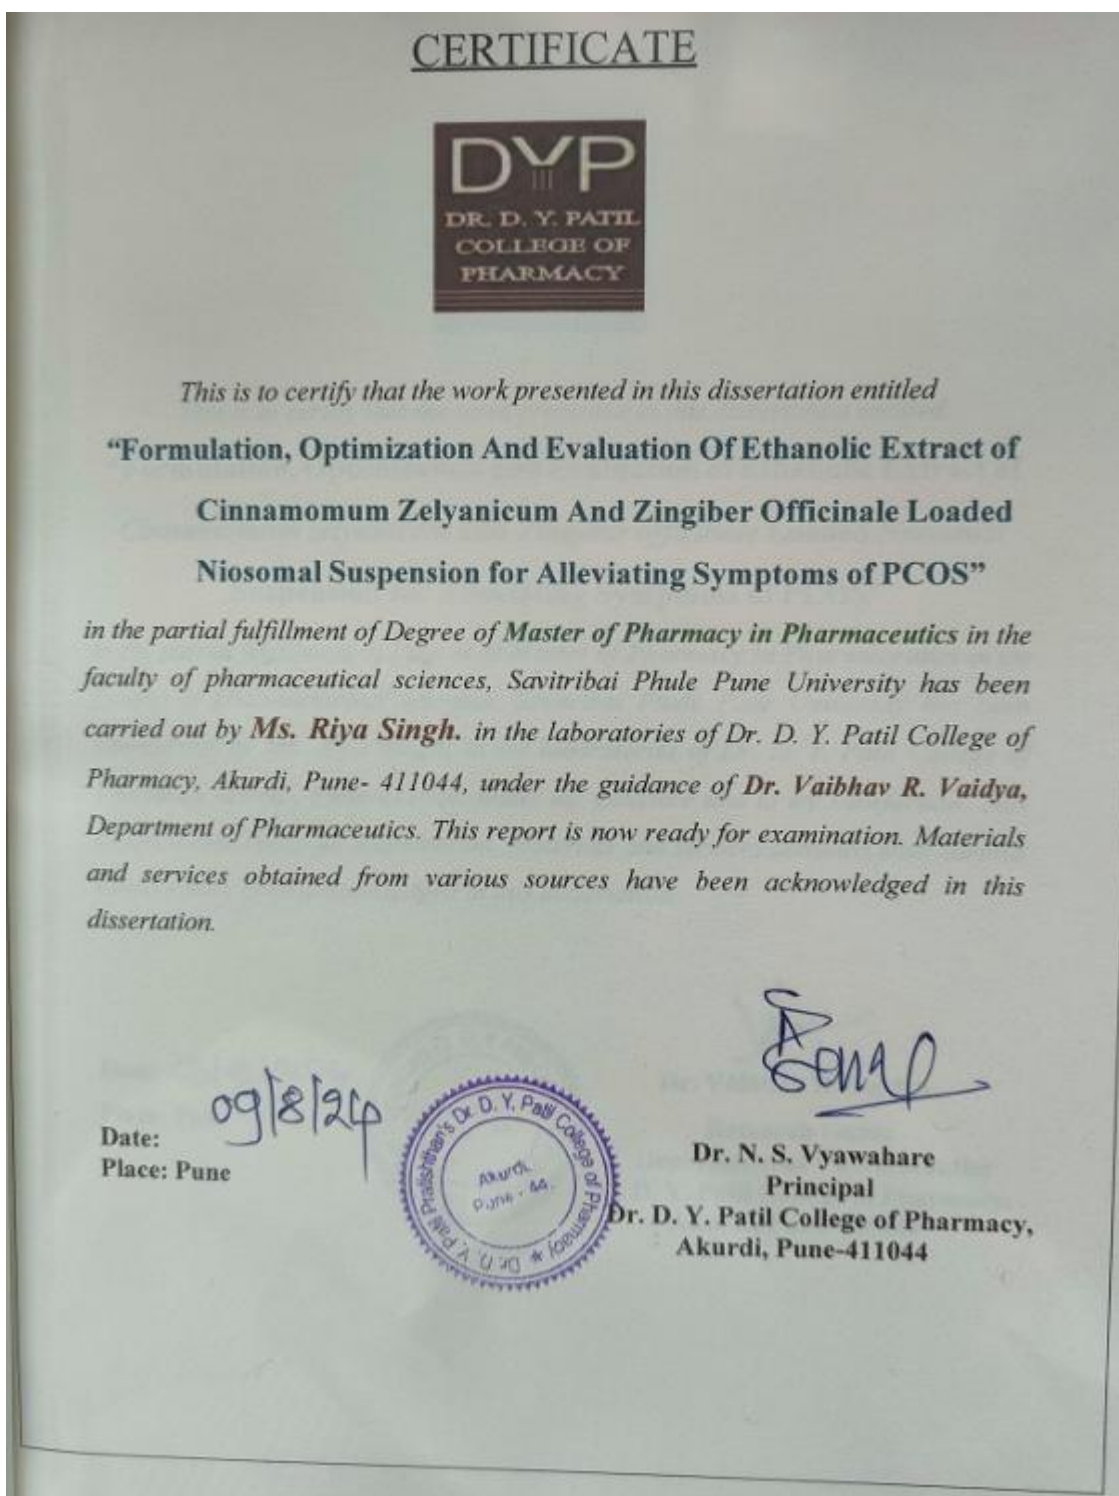 CERTIFICATE
DYP
DR. D. Y. PATIL
COLLEGE OF
PHARMACY
This is to certify that the work presented in this dissertation entitled
“Formulation, Optimization And Evaluation Of Ethanolic Extract of
Cinnamomum Zelyanicum And Zingiber Officinale Loaded
Niosomal Suspension for Alleviating Symptoms of PCOS”
in the partial fulfillment of Degree of Master of Pharmacy in Pharmaceutics in the
faculty of pharmaceutical sciences, Savitribai Phule Pune University has been
carried out by Ms. Riya Singh. in the laboratories of Dr. D. Y. Patil College of
Pharmacy, Akurdi, Pune- 411044, under the guidance of Dr. Vaibhav R. Vaidya,
Department of Pharmaceutics. This report is now ready for examination. Materials
and services obtained from various sources have been acknowledged in this
dissertation.
09/8/24
Date:
Place: Pune
Dr. D. Y. Patil Pratishthan's Dr. D. Y. Patil College of Pharmacy
Akurdi,
Pune - 44.
Dr. N. S. Vyawahare
Principal
Dr. D. Y. Patil College of Pharmacy,
Akurdi, Pune-411044